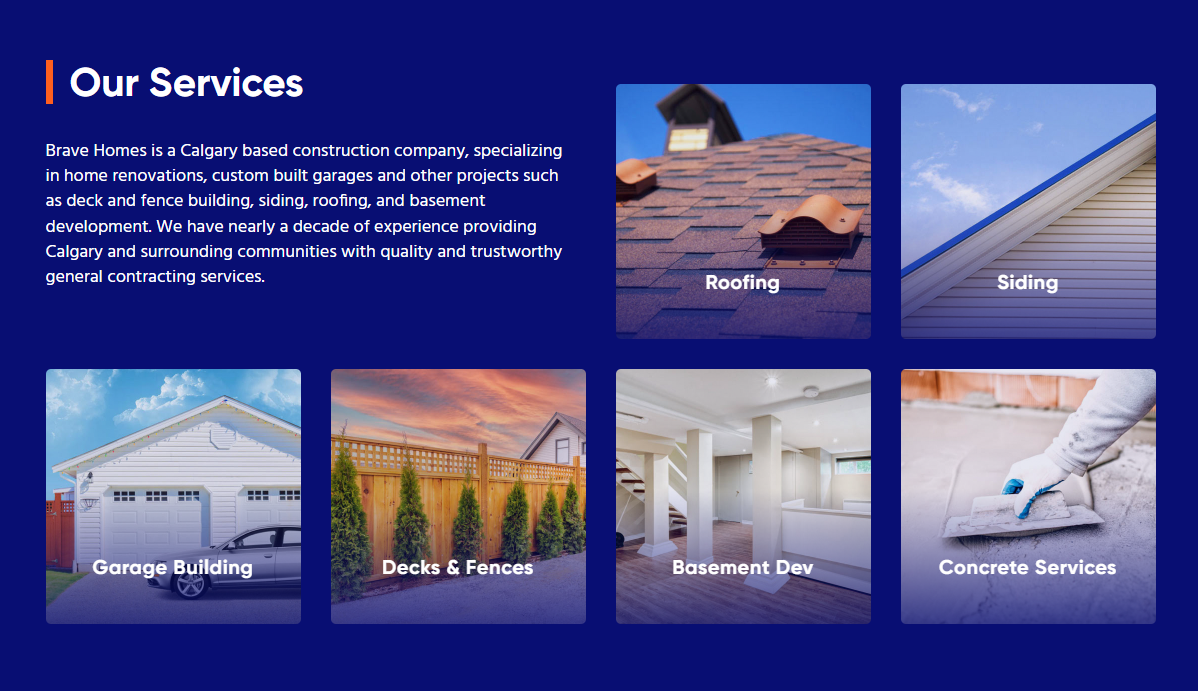 Our Services
Brave Homes is a Calgary based construction company, specializing
in home renovations, custom built garages and other projects such
as deck and fence building, siding, roofing, and basement
development. We have nearly a decade of experience providing
Calgary and surrounding communities with quality and trustworthy
general contracting services.
Roofing
Siding
Garage Building
Decks & Fences
Basement Dev
Concrete Services